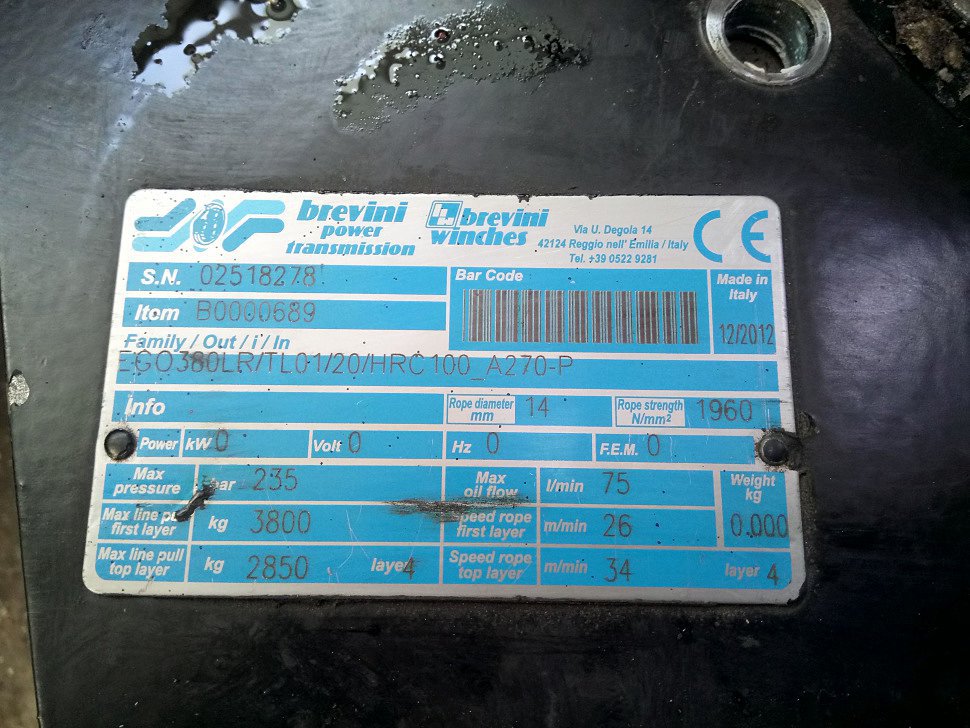 brevini
power
transmission
brevini
winches
Via U. Degola 14
42124 Reggio nell' Emilia / Italy
Tel. +39 0522 9281
CE
S.N. 02518278
Bar Code
Made in
Italy
12/2012
Item B0000689
Family / Out / i / In
EGO380LR/TL01/20/HRC100_A270-P
Info
Rope diameter
mm
14
Rope strength
N/mm²
1960
Power kW 0 Volt 0 Hz 0 F.E.M. 0
Max
pressure
bar 235
Max
oil flow
l/min 75
Weight
kg
0.000
Max line pull
first layer
kg 3800
Speed rope
first layer
m/min 26
Max line pull
top layer
kg 2850 layer 4
Speed rope
top layer
m/min 34 layer 4